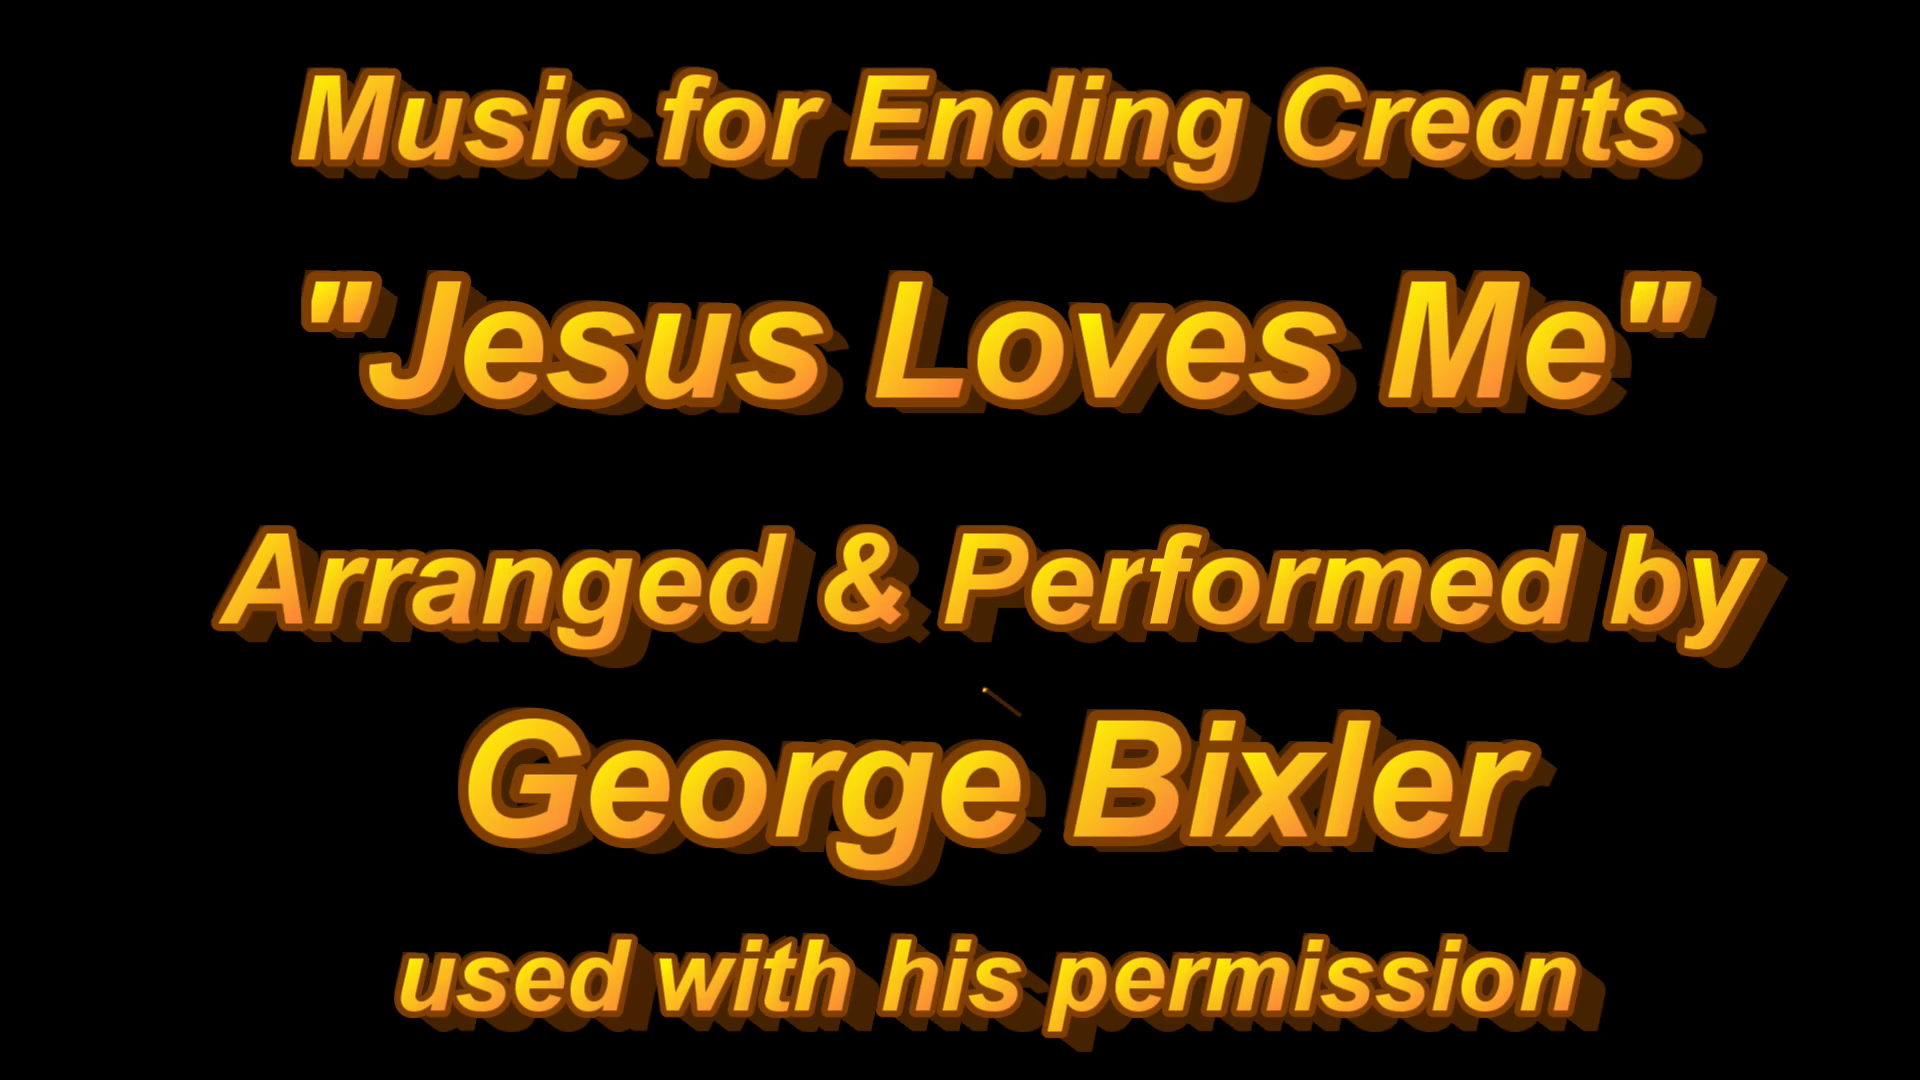 Music for Ending Credits
"Jesus Loves Me"
Arranged & Performed by
George Bixler
used with his permission